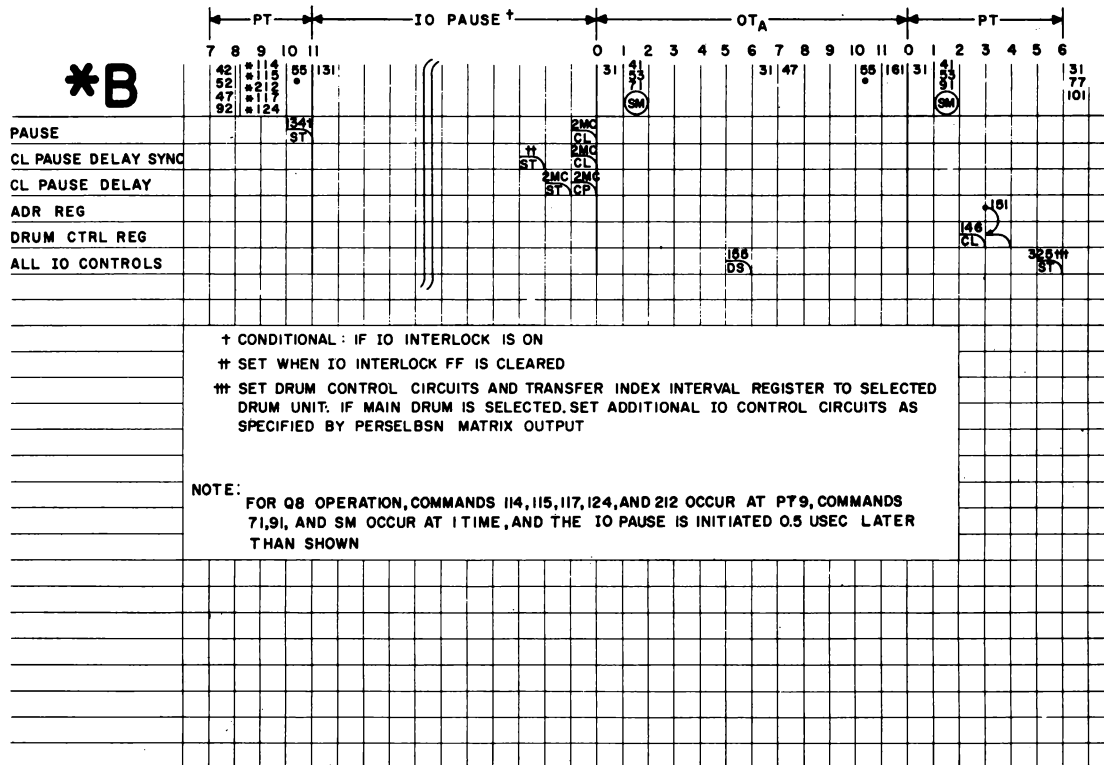 PT IO PAUSE† OT_A PT
7 8 9 10 11 0 1 2 3 4 5 6 7 8 9 10 11 0 1 2 3 4 5 6
*B
42 *114 55 131 31 41 31 47 55 161 31 41 31
52 *115 • 53 • 53 77
47 *212 71 91 101
92 *117 SM SM
*124
PAUSE 341 ST 2MC CL
CL PAUSE DELAY SYNC †† ST 2MC CL
CL PAUSE DELAY 2MC ST 2MC CP
ADR REG 151
DRUM CTRL REG 146 CL
ALL IO CONTROLS 155 DS 325††† ST
† CONDITIONAL: IF IO INTERLOCK IS ON
†† SET WHEN IO INTERLOCK FF IS CLEARED
††† SET DRUM CONTROL CIRCUITS AND TRANSFER INDEX INTERVAL REGISTER TO SELECTED
DRUM UNIT. IF MAIN DRUM IS SELECTED. SET ADDITIONAL IO CONTROL CIRCUITS AS
SPECIFIED BY PERSELBSN MATRIX OUTPUT
NOTE:
FOR Q8 OPERATION, COMMANDS 114, 115, 117, 124, AND 212 OCCUR AT PT9, COMMANDS
71, 91, AND SM OCCUR AT 1 TIME, AND THE IO PAUSE IS INITIATED 0.5 USEC LATER
THAN SHOWN